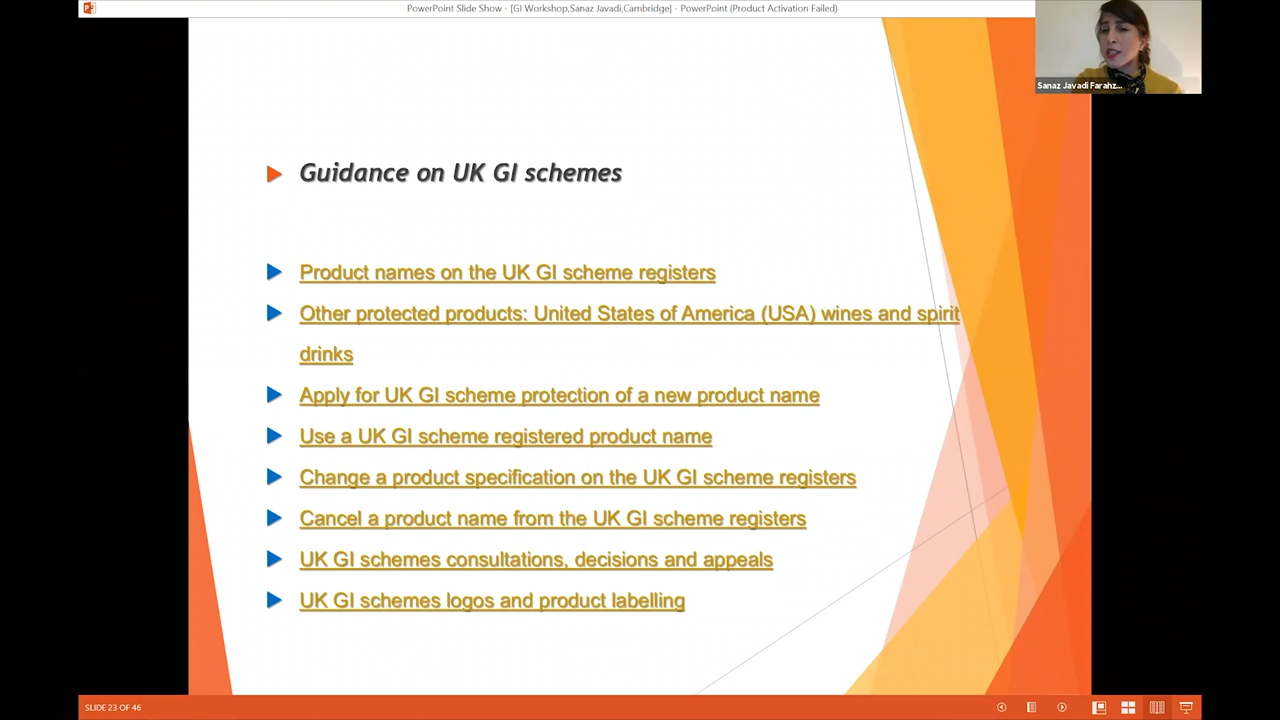 PowerPoint Slide Show - [GI Workshop,Sanaz Javadi,Cambridge] - PowerPoint (Product Activation Failed)
Sanaz Javadi Farahz...
Guidance on UK GI schemes
Product names on the UK GI scheme registers
Other protected products: United States of America (USA) wines and spirit
drinks
Apply for UK GI scheme protection of a new product name
Use a UK GI scheme registered product name
Change a product specification on the UK GI scheme registers
Cancel a product name from the UK GI scheme registers
UK GI schemes consultations, decisions and appeals
UK GI schemes logos and product labelling
SLIDE 23 OF 46